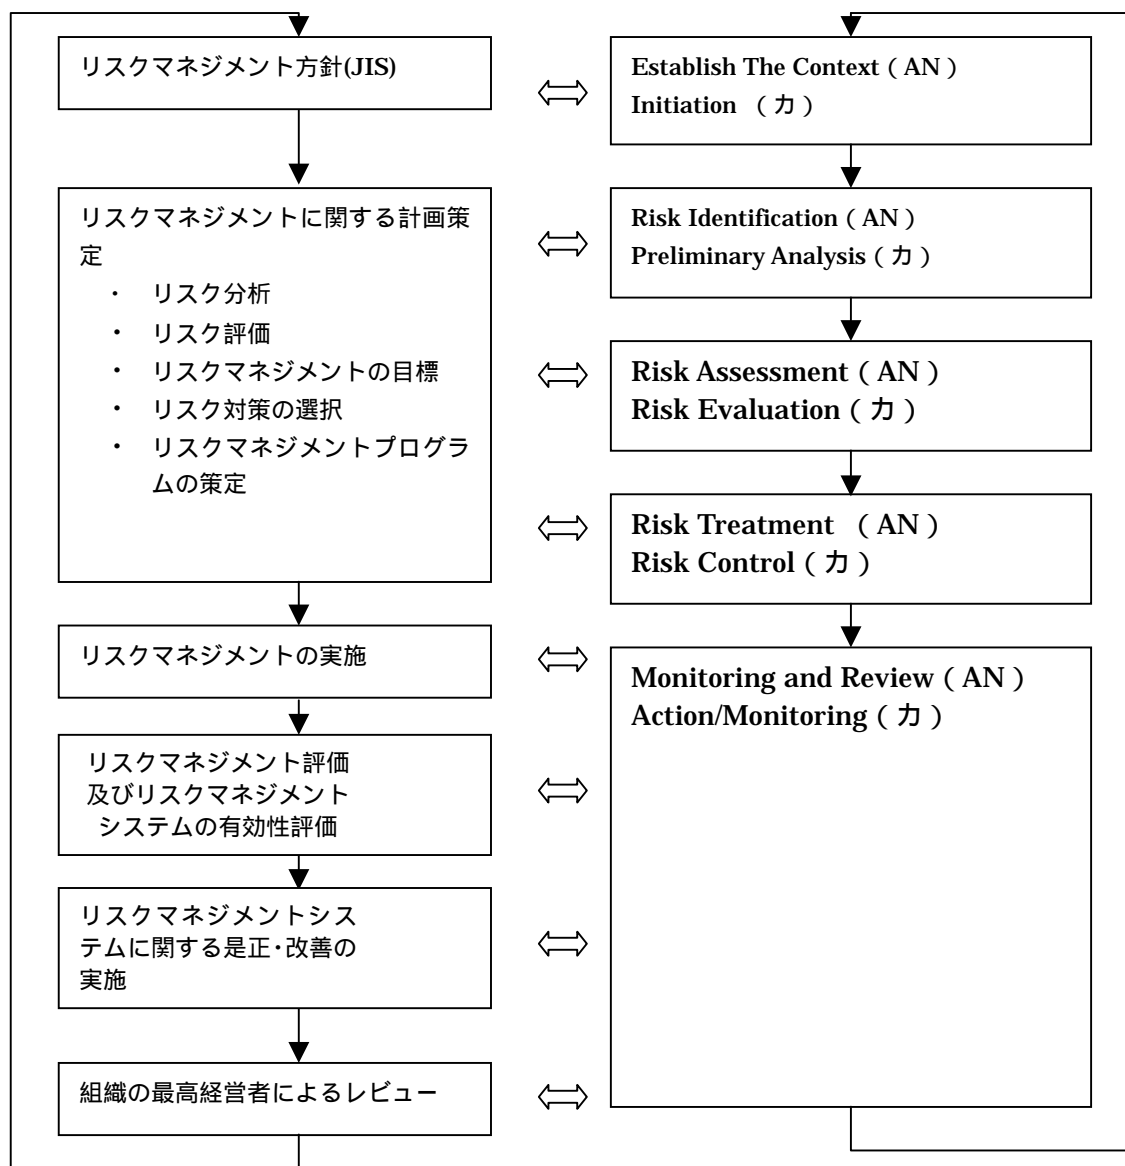 リスクマネジメント方針(JIS)
リスクマネジメントに関する計画策
定
・ リスク分析
・ リスク評価
・ リスクマネジメントの目標
・ リスク対策の選択
・ リスクマネジメントプログラ
ムの策定
リスクマネジメントの実施
リスクマネジメント評価
及びリスクマネジメント
システムの有効性評価
リスクマネジメントシス
テムに関する是正・改善の
実施
組織の最高経営者によるレビュー
Establish The Context（AN）
Initiation （カ）
Risk Identification（AN）
Preliminary Analysis（カ）
Risk Assessment（AN）
Risk Evaluation（カ）
Risk Treatment （AN）
Risk Control（カ）
Monitoring and Review（AN）
Action/Monitoring（カ）